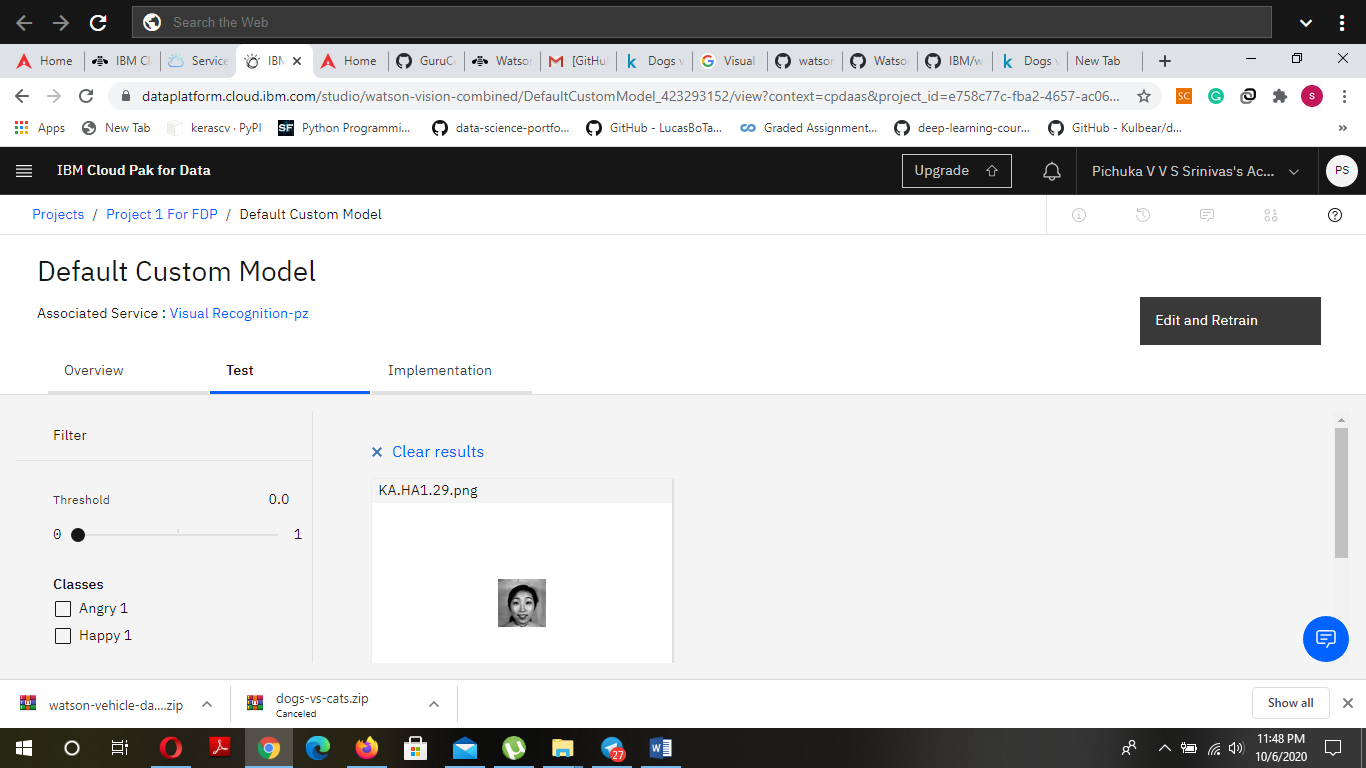 Search the Web
Home
IBM Cl
Service
IBM
Home
GuruCu
Watson
[GitHu
Dogs v
Visual
watson
Watso
IBM/w
Dogs v
New Tab
dataplatform.cloud.ibm.com/studio/watson-vision-combined/DefaultCustomModel_423293152/view?context=cpdaas&project_id=e758c77c-fba2-4657-ac06...
SC
S
Apps
New Tab
kerascv · PyPI
SF
Python Programmi...
data-science-portfo...
GitHub - LucasBoTa...
Graded Assignment...
deep-learning-cour...
GitHub - Kulbear/d...
IBM Cloud Pak for Data
Upgrade
Pichuka V V S Srinivas's Ac...
PS
Projects / Project 1 For FDP / Default Custom Model
Default Custom Model
Associated Service : Visual Recognition-pz
Edit and Retrain
Overview
Test
Implementation
Filter
Clear results
KA.HA1.29.png
Threshold 0.0
0 1
Classes
Angry 1
Happy 1
watson-vehicle-da....zip
dogs-vs-cats.zip
Canceled
Show all
27
11:48 PM
10/6/2020